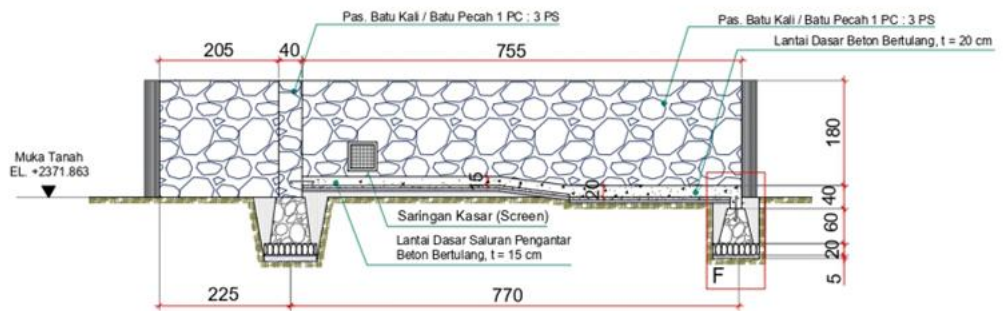 Pas. Batu Kali / Batu Pecah 1 PC : 3 PS
Pas. Batu Kali / Batu Pecah 1 PC : 3 PS
Lantai Dasar Beton Bertulang, t = 20 cm
205
40
755
180
Muka Tanah
EL. +2371.863
15
20
40
60
20
5
Saringan Kasar (Screen)
Lantai Dasar Saluran Pengantar
Beton Bertulang, t = 15 cm
F
225
770